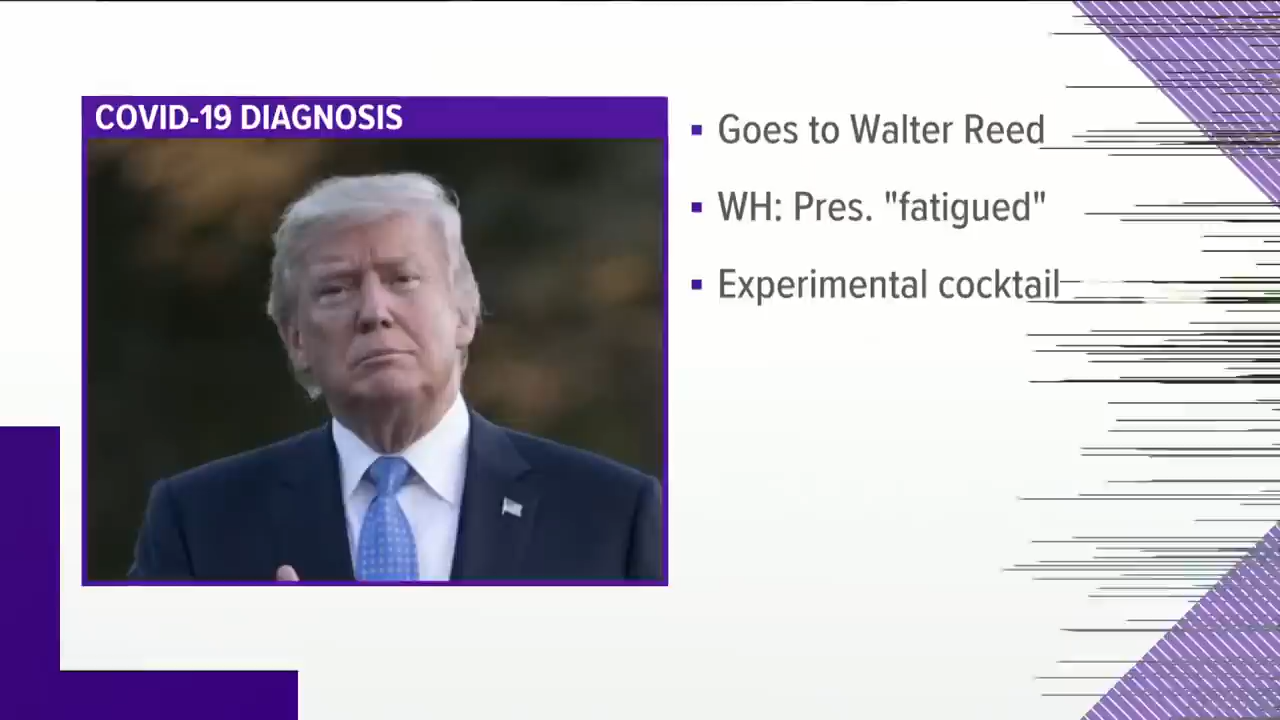 COVID-19 DIAGNOSIS
▪ Goes to Walter Reed
▪ WH: Pres. "fatigued"
▪ Experimental cocktail